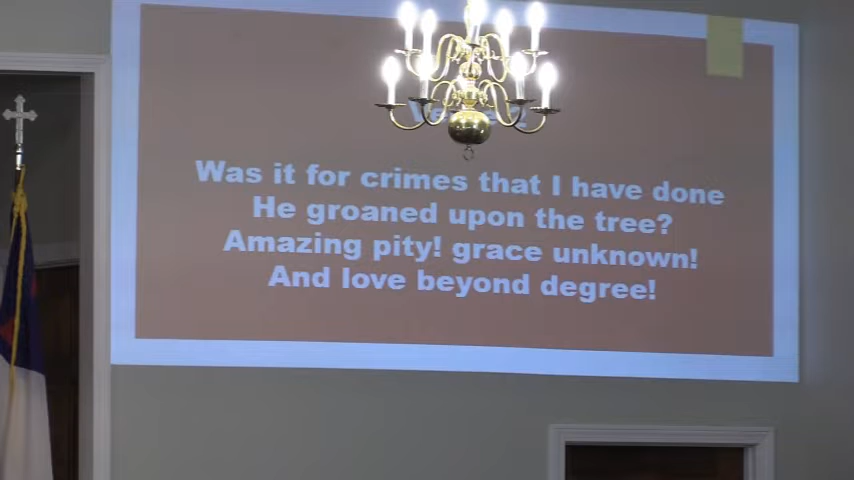 Was it for crimes that I have done
He groaned upon the tree?
Amazing pity! grace unknown!
And love beyond degree!